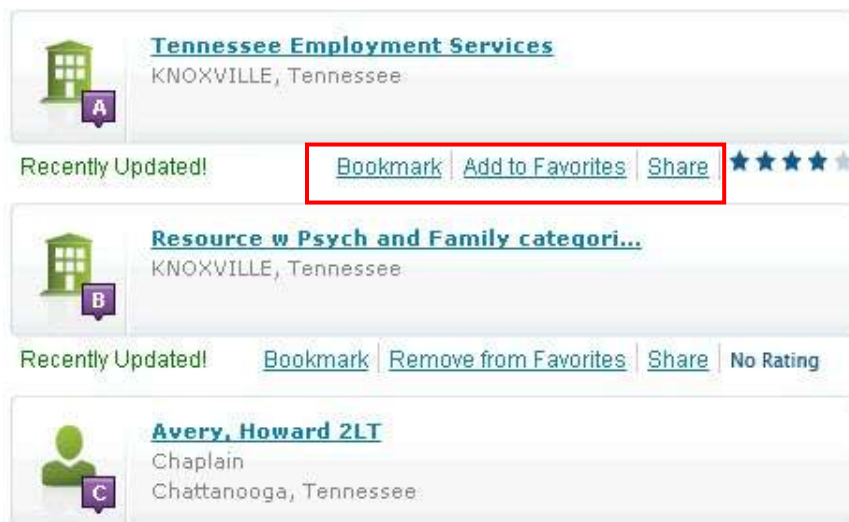 Tennessee Employment Services
KNOXVILLE, Tennessee
A
Recently Updated! Bookmark Add to Favorites Share
Resource w Psych and Family categori...
KNOXVILLE, Tennessee
B
Recently Updated! Bookmark Remove from Favorites Share No Rating
Avery, Howard 2LT
Chaplain
Chattanooga, Tennessee
C